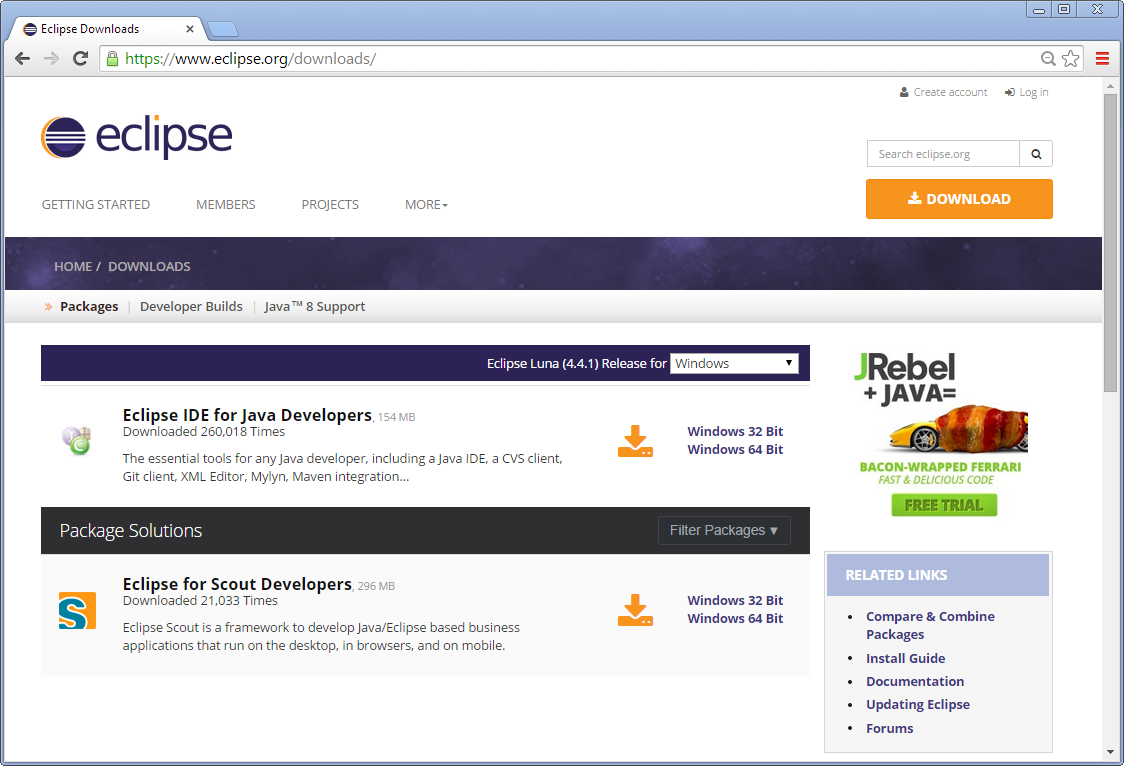 Eclipse Downloads
https://www.eclipse.org/downloads/
Create account Log in
eclipse
Search eclipse.org
DOWNLOAD
GETTING STARTED MEMBERS PROJECTS MORE
HOME / DOWNLOADS
» Packages | Developer Builds | Java™ 8 Support
Eclipse Luna (4.4.1) Release for Windows
Eclipse IDE for Java Developers, 154 MB
Downloaded 260,018 Times
The essential tools for any Java developer, including a Java IDE, a CVS client,
Git client, XML Editor, Mylyn, Maven integration...
Windows 32 Bit
Windows 64 Bit
Package Solutions
Filter Packages ▾
Eclipse for Scout Developers, 296 MB
Downloaded 21,033 Times
Eclipse Scout is a framework to develop Java/Eclipse based business
applications that run on the desktop, in browsers, and on mobile.
Windows 32 Bit
Windows 64 Bit
JRebel
+ JAVA=
BACON-WRAPPED FERRARI
FAST & DELICIOUS CODE
FREE TRIAL
RELATED LINKS
• Compare & Combine
Packages
• Install Guide
• Documentation
• Updating Eclipse
• Forums